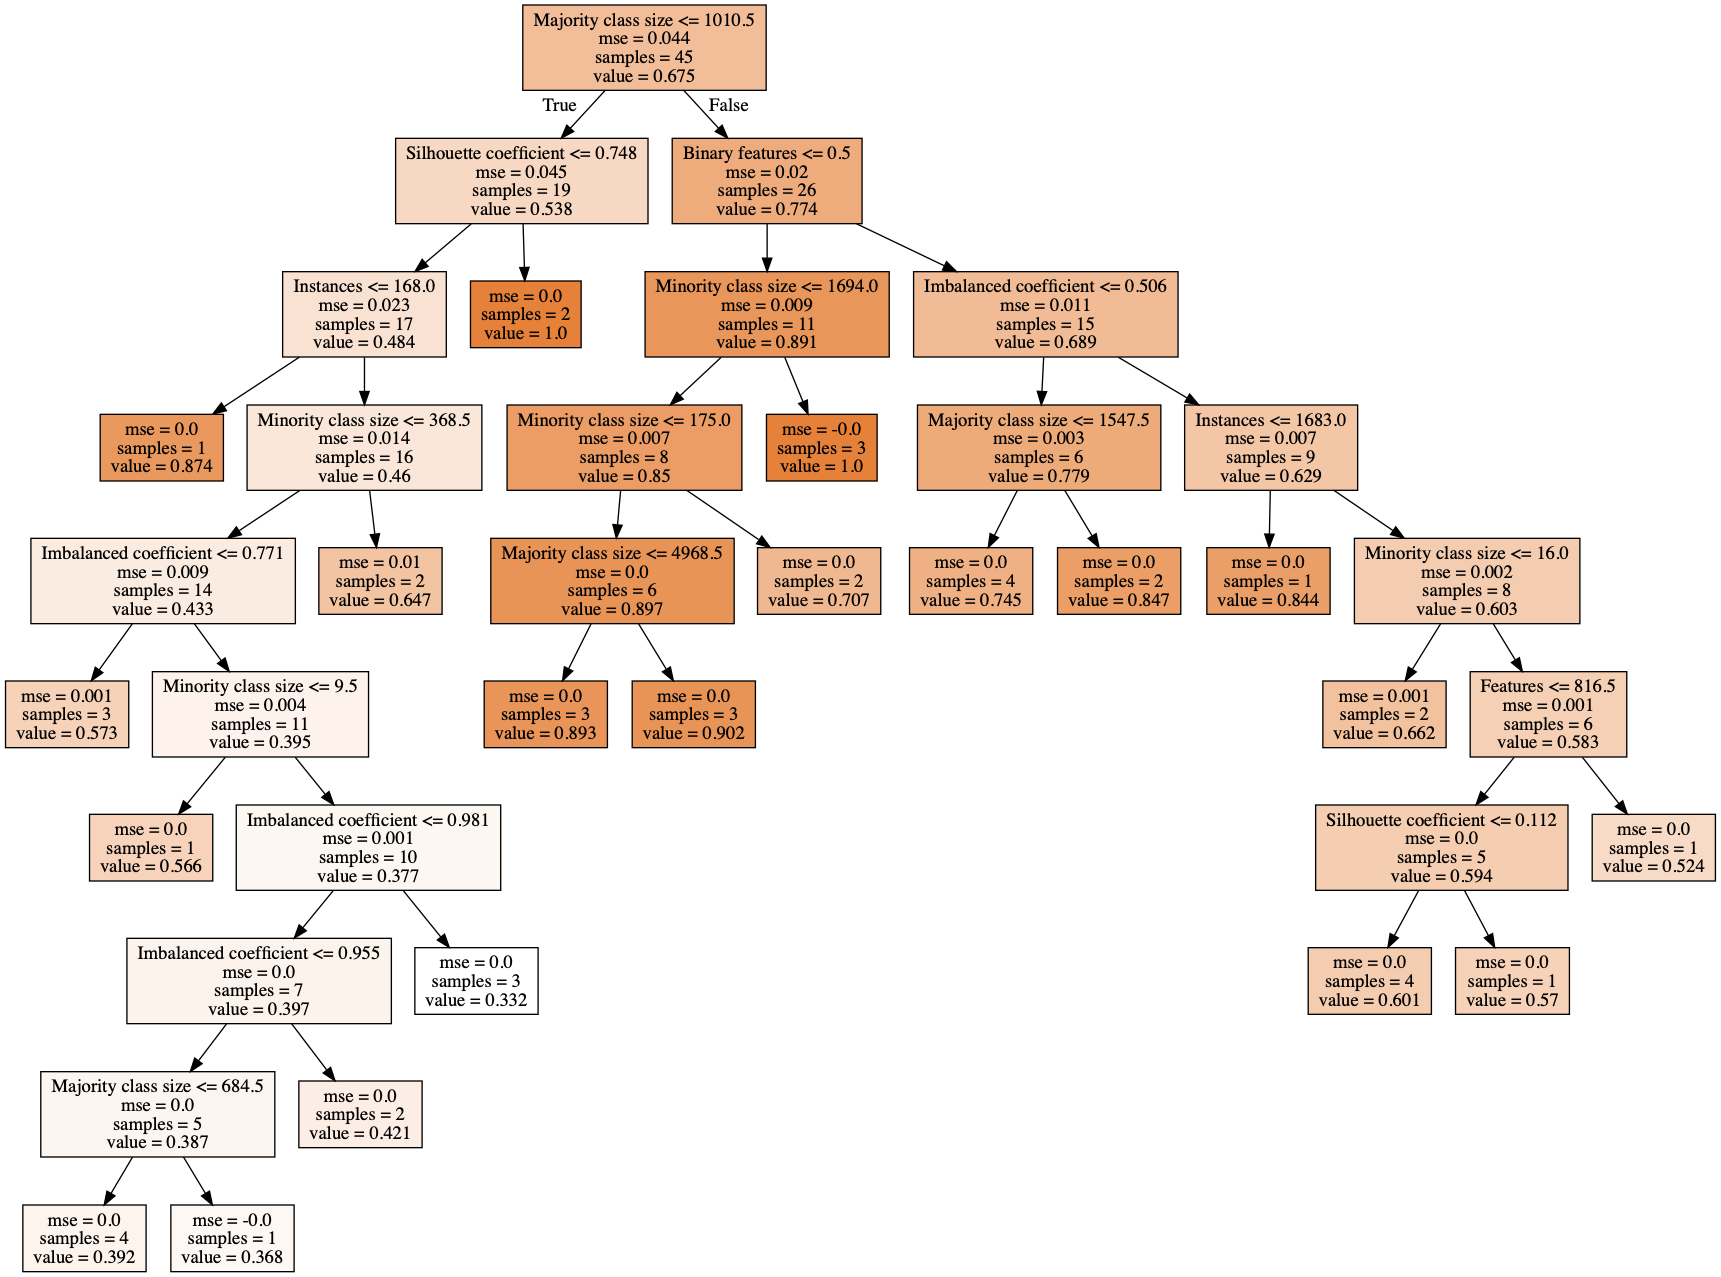 Majority class size <= 1010.5
mse = 0.044
samples = 45
value = 0.675
True
False
Silhouette coefficient <= 0.748
mse = 0.045
samples = 19
value = 0.538
Binary features <= 0.5
mse = 0.02
samples = 26
value = 0.774
Instances <= 168.0
mse = 0.023
samples = 17
value = 0.484
mse = 0.0
samples = 2
value = 1.0
Minority class size <= 1694.0
mse = 0.009
samples = 11
value = 0.891
Imbalanced coefficient <= 0.506
mse = 0.011
samples = 15
value = 0.689
mse = 0.0
samples = 1
value = 0.874
Minority class size <= 368.5
mse = 0.014
samples = 16
value = 0.46
Minority class size <= 175.0
mse = 0.007
samples = 8
value = 0.85
mse = -0.0
samples = 3
value = 1.0
Majority class size <= 1547.5
mse = 0.003
samples = 6
value = 0.779
Instances <= 1683.0
mse = 0.007
samples = 9
value = 0.629
Imbalanced coefficient <= 0.771
mse = 0.009
samples = 14
value = 0.433
mse = 0.01
samples = 2
value = 0.647
Majority class size <= 4968.5
mse = 0.0
samples = 6
value = 0.897
mse = 0.0
samples = 2
value = 0.707
mse = 0.0
samples = 4
value = 0.745
mse = 0.0
samples = 2
value = 0.847
mse = 0.0
samples = 1
value = 0.844
Minority class size <= 16.0
mse = 0.002
samples = 8
value = 0.603
mse = 0.001
samples = 3
value = 0.573
Minority class size <= 9.5
mse = 0.004
samples = 11
value = 0.395
mse = 0.0
samples = 3
value = 0.893
mse = 0.0
samples = 3
value = 0.902
mse = 0.001
samples = 2
value = 0.662
Features <= 816.5
mse = 0.001
samples = 6
value = 0.583
mse = 0.0
samples = 1
value = 0.566
Imbalanced coefficient <= 0.981
mse = 0.001
samples = 10
value = 0.377
Silhouette coefficient <= 0.112
mse = 0.0
samples = 5
value = 0.594
mse = 0.0
samples = 1
value = 0.524
Imbalanced coefficient <= 0.955
mse = 0.0
samples = 7
value = 0.397
mse = 0.0
samples = 3
value = 0.332
mse = 0.0
samples = 4
value = 0.601
mse = 0.0
samples = 1
value = 0.57
Majority class size <= 684.5
mse = 0.0
samples = 5
value = 0.387
mse = 0.0
samples = 2
value = 0.421
mse = 0.0
samples = 4
value = 0.392
mse = -0.0
samples = 1
value = 0.368